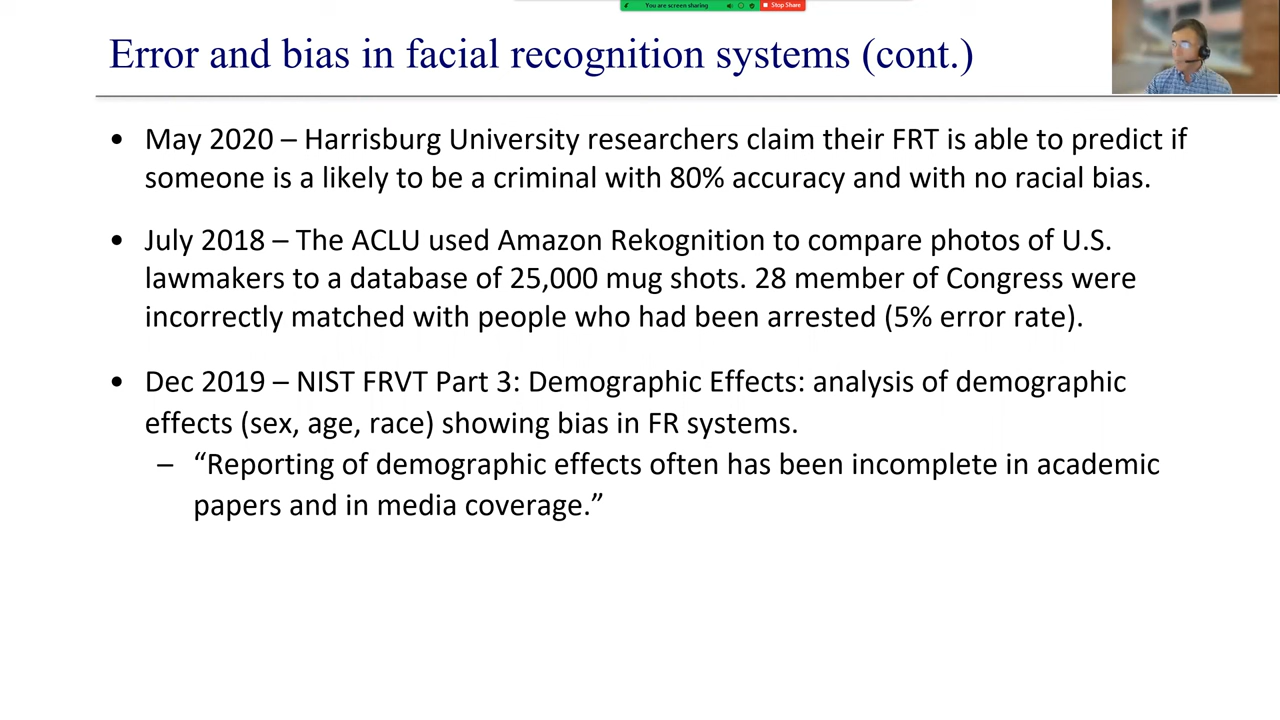 You are screen sharing
Stop Share
Error and bias in facial recognition systems (cont.)
• May 2020 – Harrisburg University researchers claim their FRT is able to predict if
someone is a likely to be a criminal with 80% accuracy and with no racial bias.
• July 2018 – The ACLU used Amazon Rekognition to compare photos of U.S.
lawmakers to a database of 25,000 mug shots. 28 member of Congress were
incorrectly matched with people who had been arrested (5% error rate).
• Dec 2019 – NIST FRVT Part 3: Demographic Effects: analysis of demographic
effects (sex, age, race) showing bias in FR systems.
– “Reporting of demographic effects often has been incomplete in academic
papers and in media coverage.”